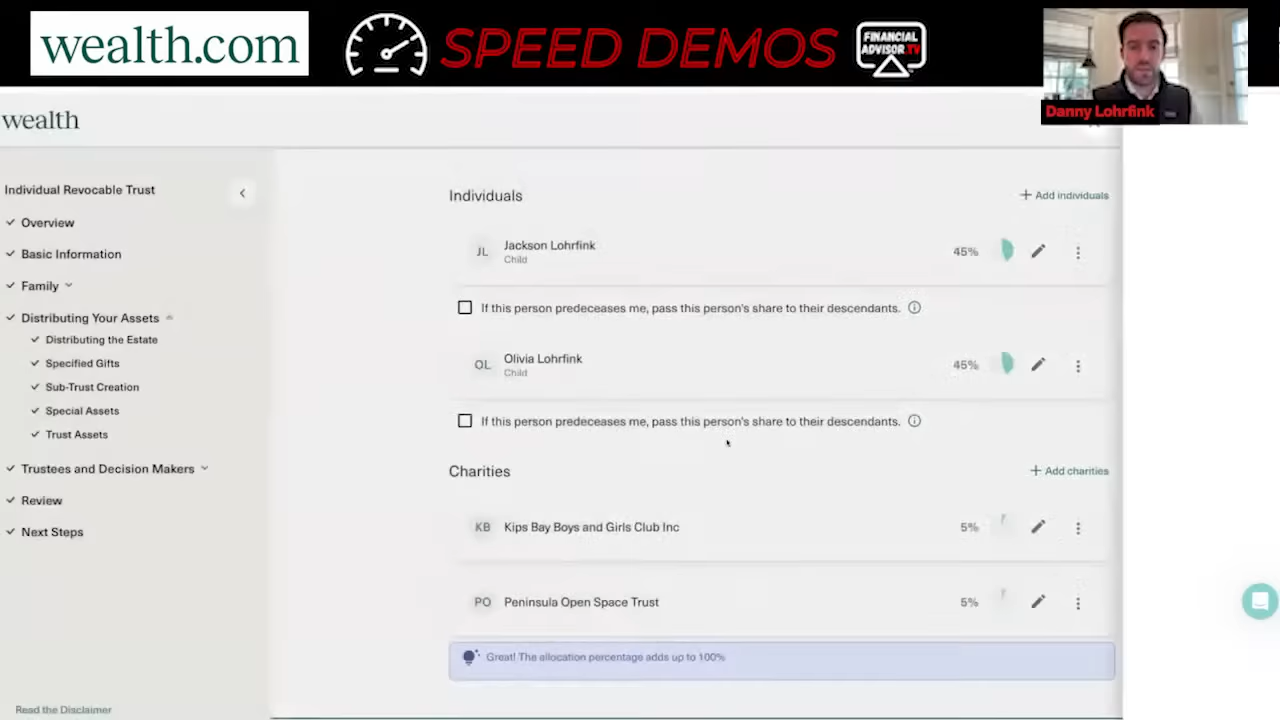 wealth.com
SPEED DEMOS
FINANCIAL
ADVISOR.TV
Danny Lohrfink
wealth
Individual Revocable Trust
Overview
Basic Information
Family
Distributing Your Assets
Distributing the Estate
Specified Gifts
Sub-Trust Creation
Special Assets
Trust Assets
Trustees and Decision Makers
Review
Next Steps
Read the Disclaimer
Individuals
+ Add individuals
JL
Jackson Lohrfink
Child
45%
If this person predeceases me, pass this person's share to their descendants.
OL
Olivia Lohrfink
Child
45%
If this person predeceases me, pass this person's share to their descendants.
Charities
+ Add charities
KB
Kips Bay Boys and Girls Club Inc
5%
PO
Peninsula Open Space Trust
5%
Great! The allocation percentage adds up to 100%